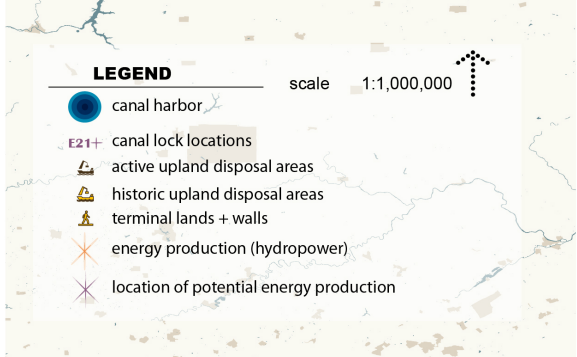 LEGEND
scale 1:1,000,000
canal harbor
E21+ canal lock locations
active upland disposal areas
historic upland disposal areas
terminal lands + walls
energy production (hydropower)
location of potential energy production